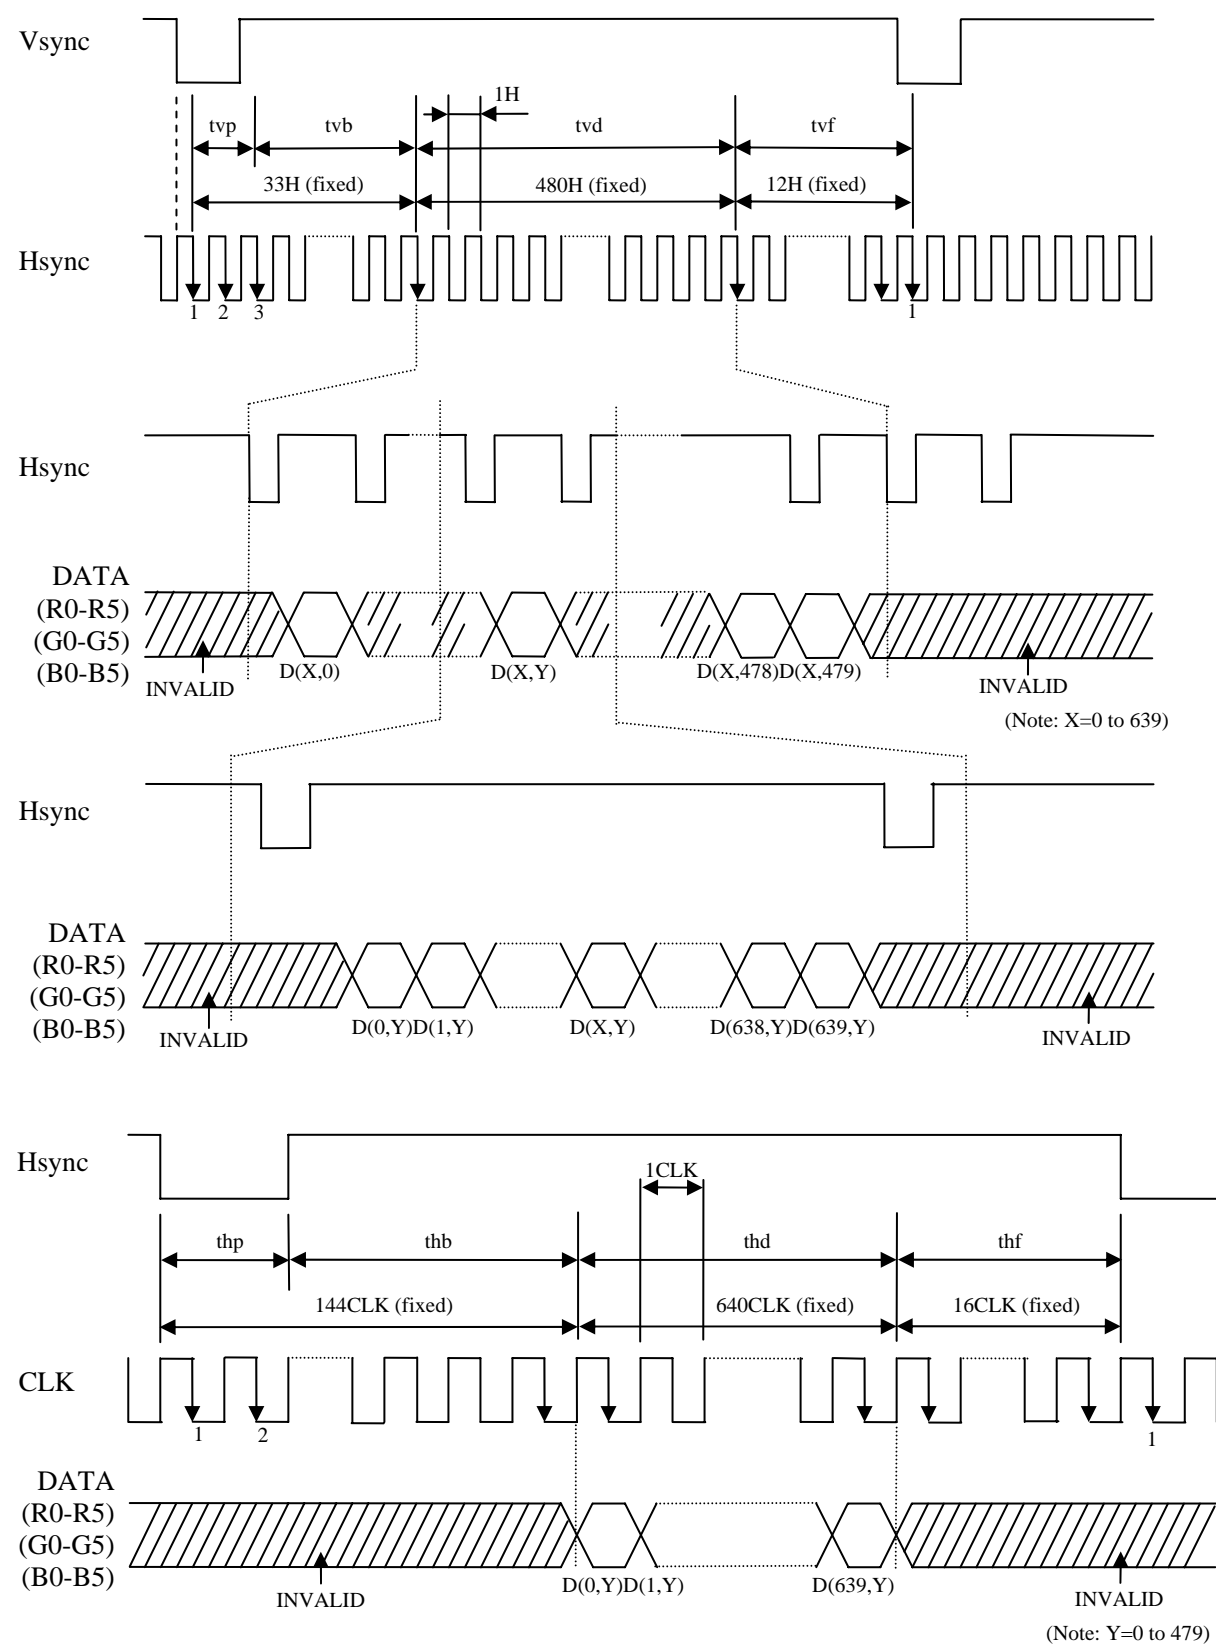 Vsync
1H
tvp tvb tvd tvf
33H (fixed) 480H (fixed) 12H (fixed)
Hsync
1 2 3 1
Hsync
DATA
(R0-R5)
(G0-G5)
(B0-B5)
INVALID D(X,0) D(X,Y) D(X,478)D(X,479) INVALID
(Note: X=0 to 639)
Hsync
DATA
(R0-R5)
(G0-G5)
(B0-B5)
INVALID D(0,Y)D(1,Y) D(X,Y) D(638,Y)D(639,Y) INVALID
Hsync
1CLK
thp thb thd thf
144CLK (fixed) 640CLK (fixed) 16CLK (fixed)
CLK
1 2 1
DATA
(R0-R5)
(G0-G5)
(B0-B5)
INVALID D(0,Y)D(1,Y) D(639,Y) INVALID
(Note: Y=0 to 479)